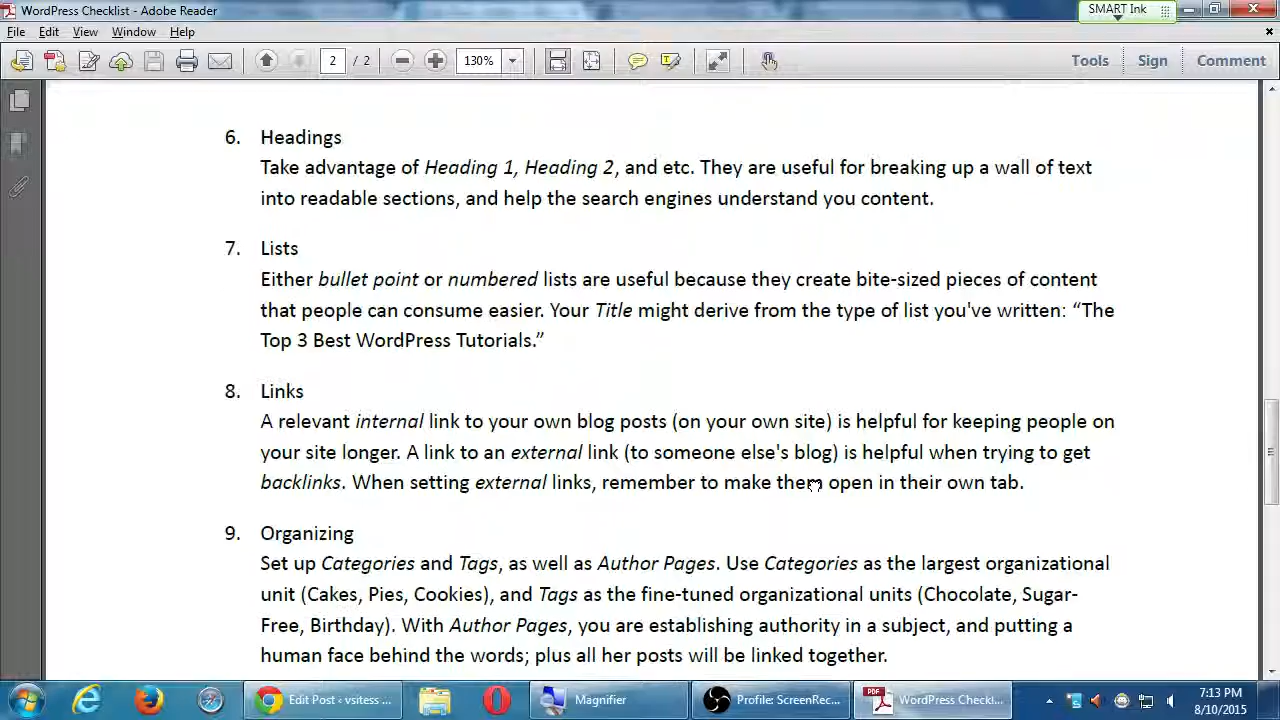 WordPress Checklist - Adobe Reader
SMART Ink
File Edit View Window Help
2 / 2 130% Tools Sign Comment
6. Headings
Take advantage of Heading 1, Heading 2, and etc. They are useful for breaking up a wall of text
into readable sections, and help the search engines understand you content.
7. Lists
Either bullet point or numbered lists are useful because they create bite-sized pieces of content
that people can consume easier. Your Title might derive from the type of list you've written: “The
Top 3 Best WordPress Tutorials.”
8. Links
A relevant internal link to your own blog posts (on your own site) is helpful for keeping people on
your site longer. A link to an external link (to someone else's blog) is helpful when trying to get
backlinks. When setting external links, remember to make them open in their own tab.
9. Organizing
Set up Categories and Tags, as well as Author Pages. Use Categories as the largest organizational
unit (Cakes, Pies, Cookies), and Tags as the fine-tuned organizational units (Chocolate, Sugar-
Free, Birthday). With Author Pages, you are establishing authority in a subject, and putting a
human face behind the words; plus all her posts will be linked together.
Edit Post ‹ vsitess ... Magnifier Profile: ScreenRec... PDF WordPress Checkl... 7:13 PM
8/10/2015